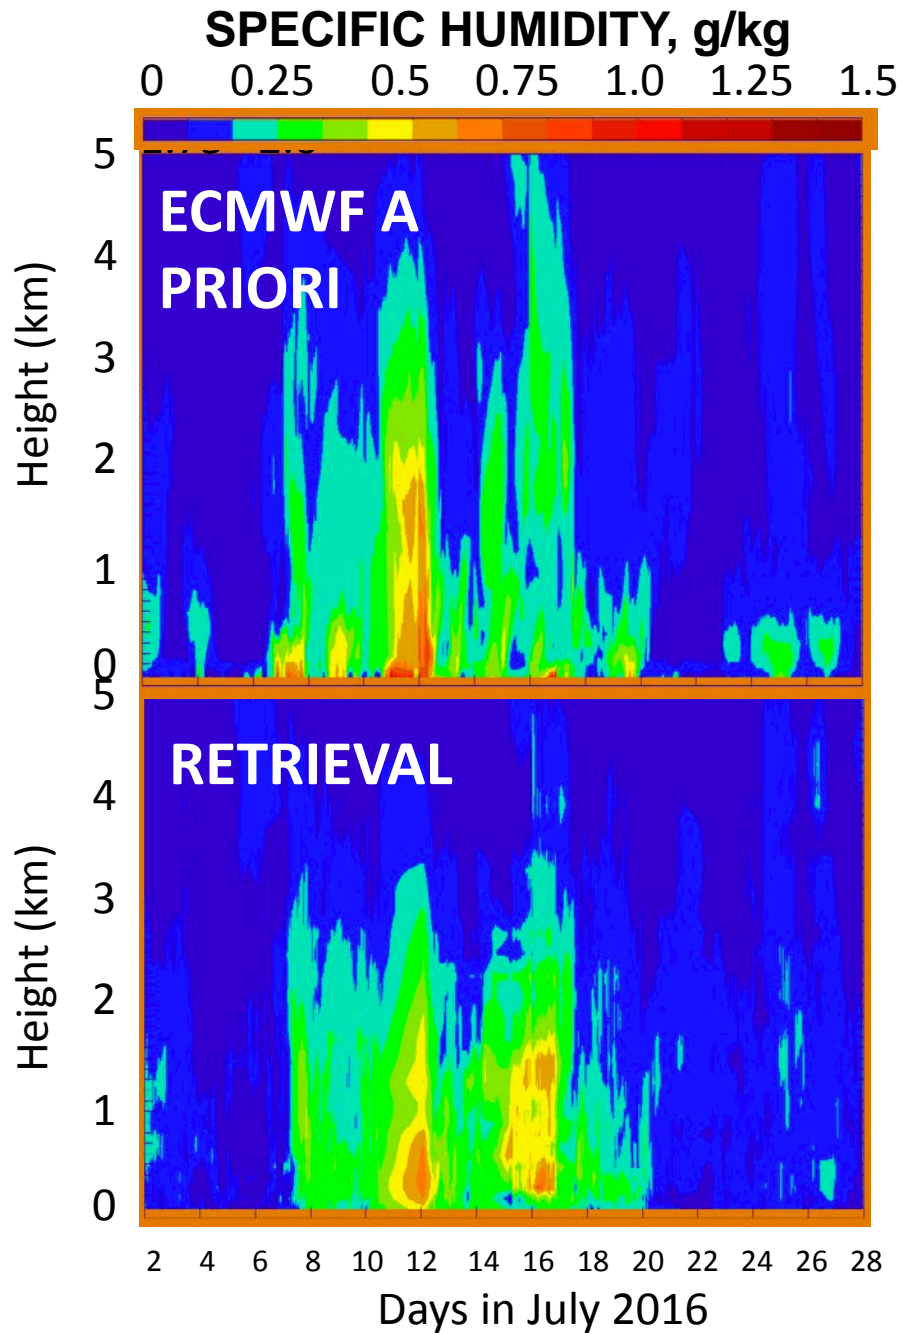 SPECIFIC HUMIDITY, g/kg
0 0.25 0.5 0.75 1.0 1.25 1.5
5
ECMWF A
PRIORI
4
3
2
1
0
Height (km)
5
RETRIEVAL
4
3
2
1
0
Height (km)
2 4 6 8 10 12 14 16 18 20 22 24 26 28
Days in July 2016